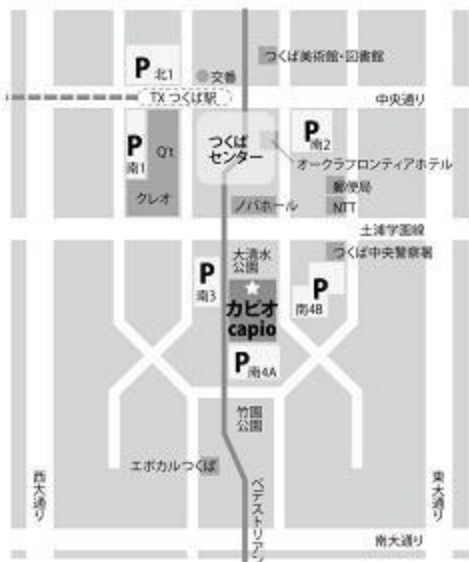 つくば美術館・図書館
P 北1
交番
TX つくば駅
中央通り
つくば
センター
P 南2
P 南1
Q't
オークラフロンティアホテル
クレオ
郵便局
ノバホール
NTT
土浦学園線
大清水
公園
つくば中央警察署
P 南3
カピオ
capio
P 南4B
P 南4A
竹園
公園
エポカルつくば
西大通り
東大通り
ペデストリアン
南大通り